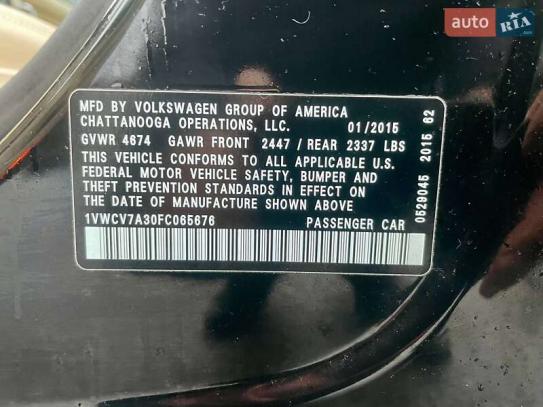 auto RIA
MFD BY VOLKSWAGEN GROUP OF AMERICA
CHATTANOOGA OPERATIONS, LLC. 01/2015
GVWR 4674 GAWR FRONT 2447 / REAR 2337 LBS
THIS VEHICLE CONFORMS TO ALL APPLICABLE U.S.
FEDERAL MOTOR VEHICLE SAFETY, BUMPER AND
THEFT PREVENTION STANDARDS IN EFFECT ON
THE DATE OF MANUFACTURE SHOWN ABOVE
1VWCV7A30FC065676 PASSENGER CAR
0529045 2015 62